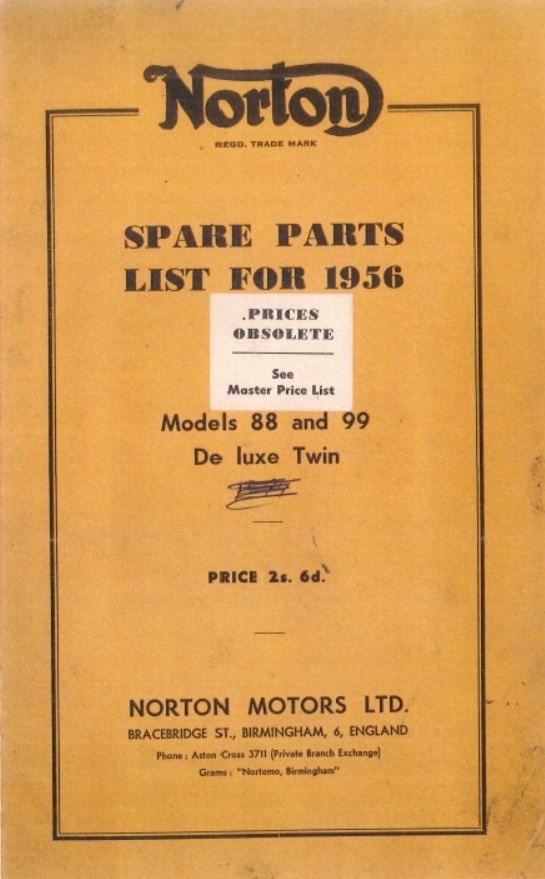 Norton
REGD. TRADE MARK
SPARE PARTS
LIST FOR 1956
.PRICES
OBSOLETE
See
Master Price List
Models 88 and 99
De luxe Twin
PRICE 2s. 6d.
NORTON MOTORS LTD.
BRACEBRIDGE ST., BIRMINGHAM, 6, ENGLAND
Phone : Aston Cross 3711 (Private Branch Exchange)
Grams : "Nortomo, Birmingham"